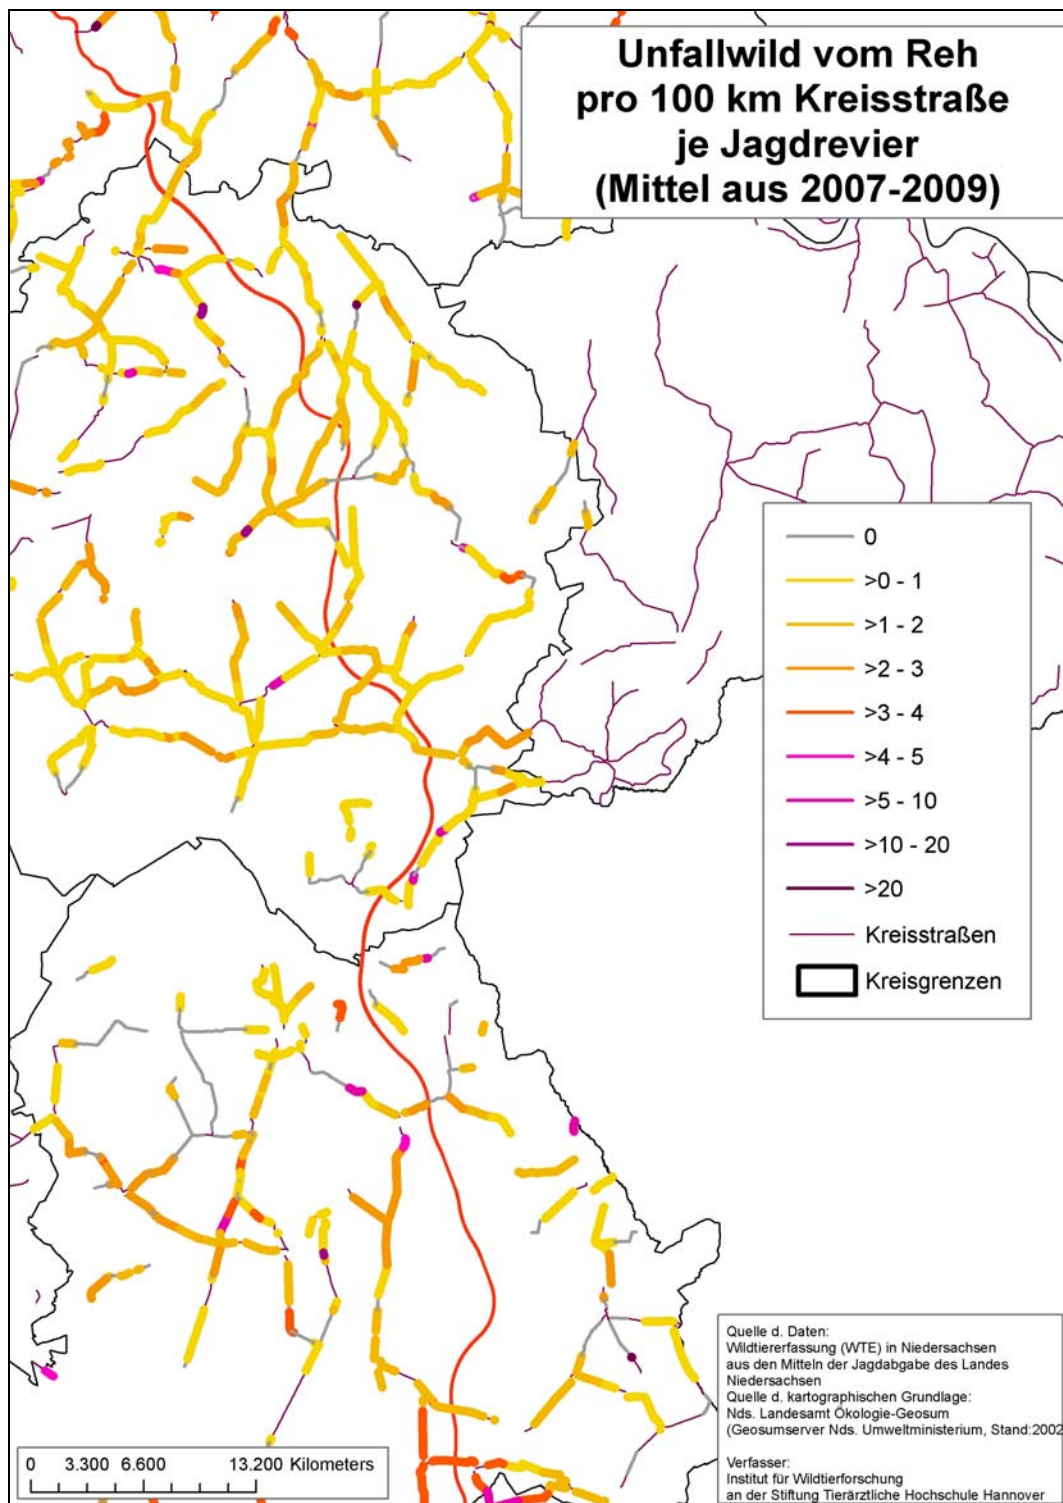 Unfallwild vom Reh
pro 100 km Kreisstraße
je Jagdrevier
(Mittel aus 2007-2009)
0
>0 - 1
>1 - 2
>2 - 3
>3 - 4
>4 - 5
>5 - 10
>10 - 20
>20
Kreisstraßen
Kreisgrenzen
Quelle d. Daten:
Wildtiererfassung (WTE) in Niedersachsen
aus den Mitteln der Jagdabgabe des Landes
Niedersachsen
Quelle d. kartographischen Grundlage:
Nds. Landesamt Ökologie-Geosum
(Geosumserver Nds. Umweltministerium, Stand:2002
Verfasser:
Institut für Wildtierforschung
an der Stiftung Tierärztliche Hochschule Hannover
0 3.300 6.600 13.200 Kilometers